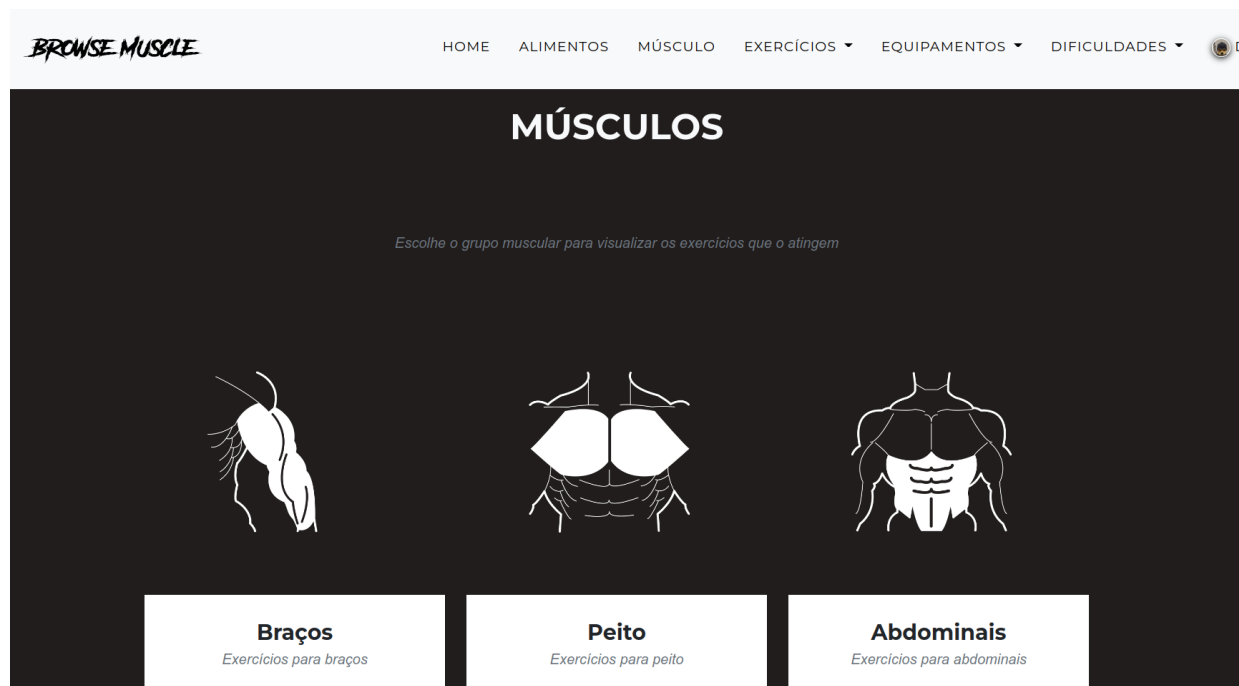 BROWSE MUSCLE HOME ALIMENTOS MÚSCULO EXERCÍCIOS EQUIPAMENTOS DIFICULDADES
MÚSCULOS
Escolhe o grupo muscular para visualizar os exercícios que o atingem
Braços Peito Abdominais
Exercícios para braços Exercícios para peito Exercícios para abdominais